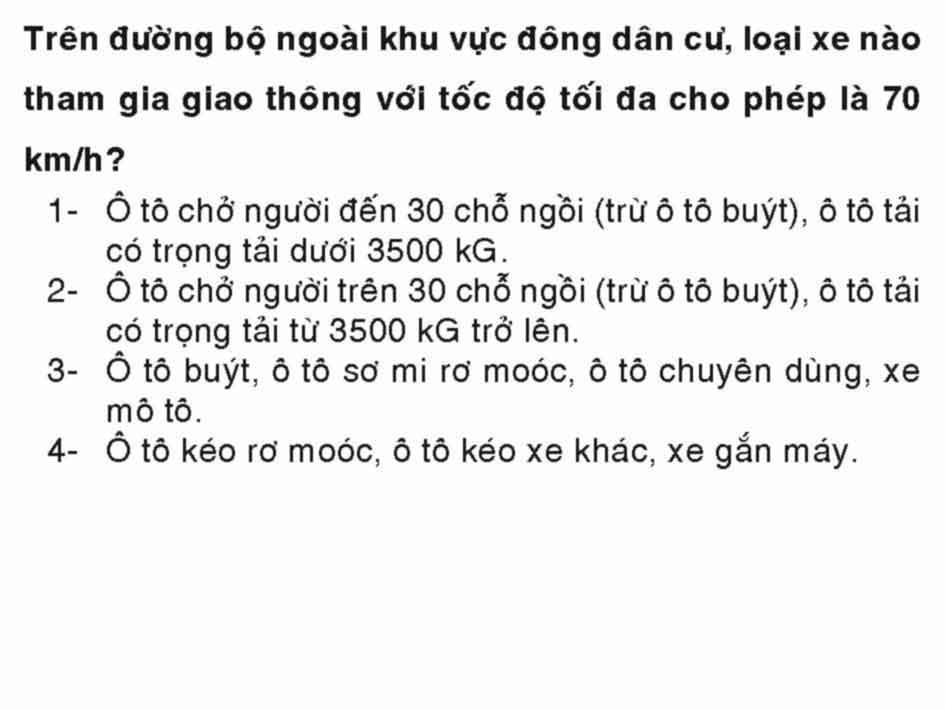 Trên đường bộ ngoài khu vực đông dân cư, loại xe nào
tham gia giao thông với tốc độ tối đa cho phép là 70
km/h?
1- Ô tô chở người đến 30 chỗ ngồi (trừ ô tô buýt), ô tô tải
có trọng tải dưới 3500 kG.
2- Ô tô chở người trên 30 chỗ ngồi (trừ ô tô buýt), ô tô tải
có trọng tải từ 3500 kG trở lên.
3- Ô tô buýt, ô tô sơ mi rơ moóc, ô tô chuyên dùng, xe
mô tô.
4- Ô tô kéo rơ moóc, ô tô kéo xe khác, xe gắn máy.